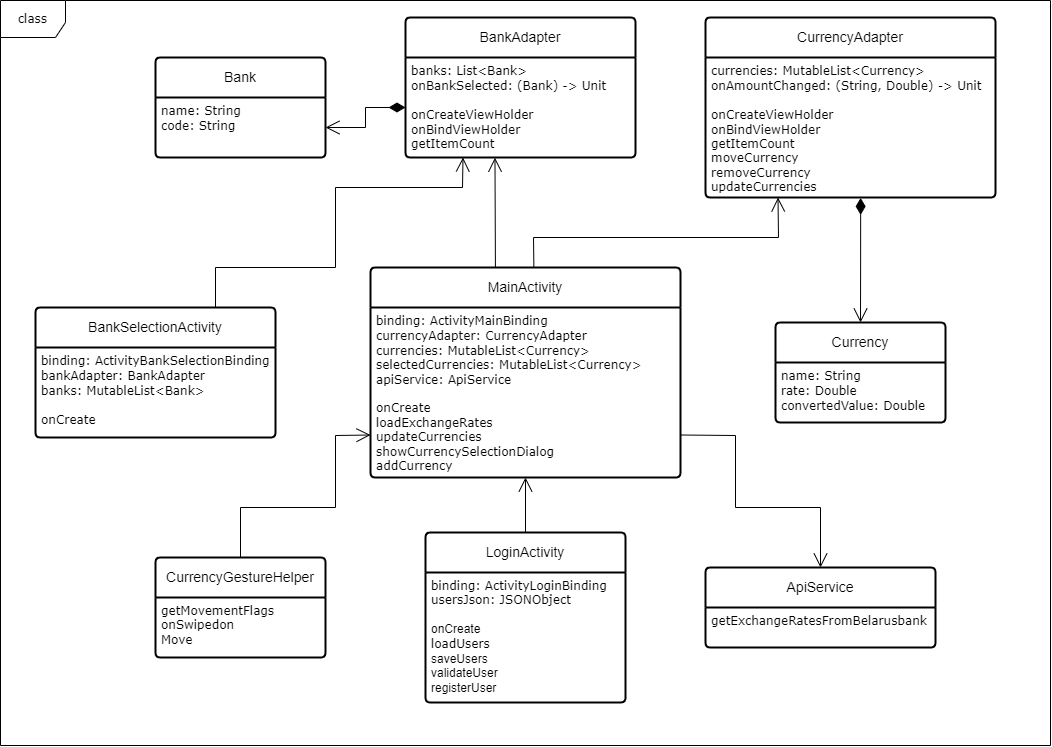 class
Bank
name: String
code: String
BankAdapter
banks: List<Bank>
onBankSelected: (Bank) -> Unit
onCreateViewHolder
onBindViewHolder
getItemCount
CurrencyAdapter
currencies: MutableList<Currency>
onAmountChanged: (String, Double) -> Unit
onCreateViewHolder
onBindViewHolder
getItemCount
moveCurrency
removeCurrency
updateCurrencies
BankSelectionActivity
binding: ActivityBankSelectionBinding
bankAdapter: BankAdapter
banks: MutableList<Bank>
onCreate
MainActivity
binding: ActivityMainBinding
currencyAdapter: CurrencyAdapter
currencies: MutableList<Currency>
selectedCurrencies: MutableList<Currency>
apiService: ApiService
onCreate
loadExchangeRates
updateCurrencies
showCurrencySelectionDialog
addCurrency
Currency
name: String
rate: Double
convertedValue: Double
CurrencyGestureHelper
getMovementFlags
onSwipedon
Move
LoginActivity
binding: ActivityLoginBinding
usersJson: JSONObject
onCreate
loadUsers
saveUsers
validateUser
registerUser
ApiService
getExchangeRatesFromBelarusbank